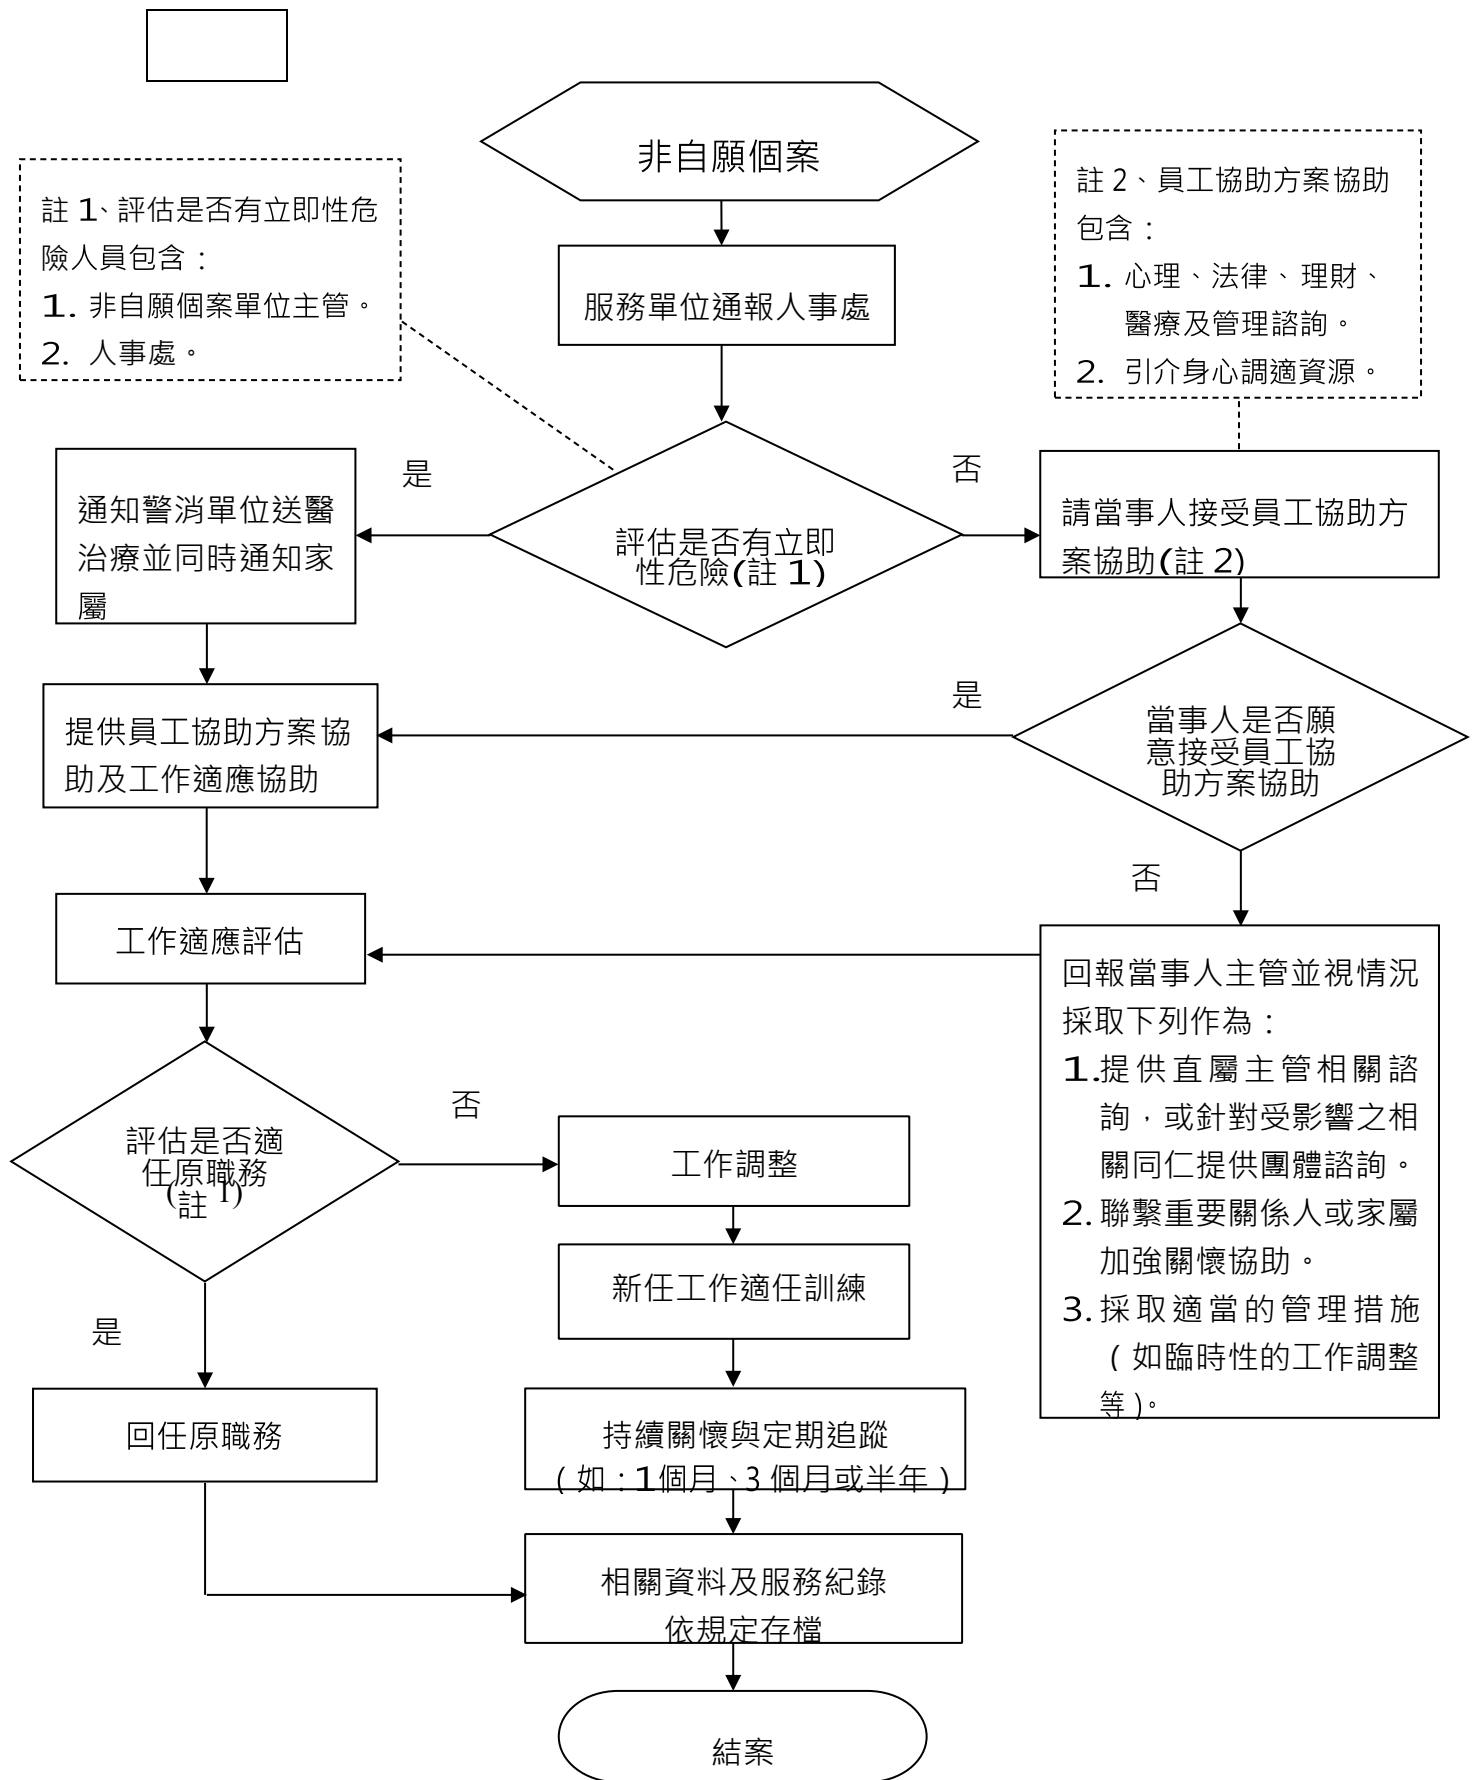 非自願個案
註 1、評估是否有立即性危
險人員包含：
1. 非自願個案單位主管。
2. 人事處。
註 2、員工協助方案協助
包含：
1. 心理、法律、理財、
醫療及管理諮詢。
2. 引介身心調適資源。
服務單位通報人事處
是
評估是否有立即
性危險(註 1)
否
通知警消單位送醫
治療並同時通知家
屬
請當事人接受員工協助方
案協助(註 2)
提供員工協助方案協
助及工作適應協助
是
當事人是否願
意接受員工協
助方案協助
否
工作適應評估
回報當事人主管並視情況
採取下列作為：
1.提供直屬主管相關諮
詢，或針對受影響之相
關同仁提供團體諮詢。
2.聯繫重要關係人或家屬
加強關懷協助。
3.採取適當的管理措施
（如臨時性的工作調整
等)。
評估是否適
任原職務
(註 1)
否
工作調整
新任工作適任訓練
是
回任原職務
持續關懷與定期追蹤
（如：1個月、3 個月或半年）
相關資料及服務紀錄
依規定存檔
結案